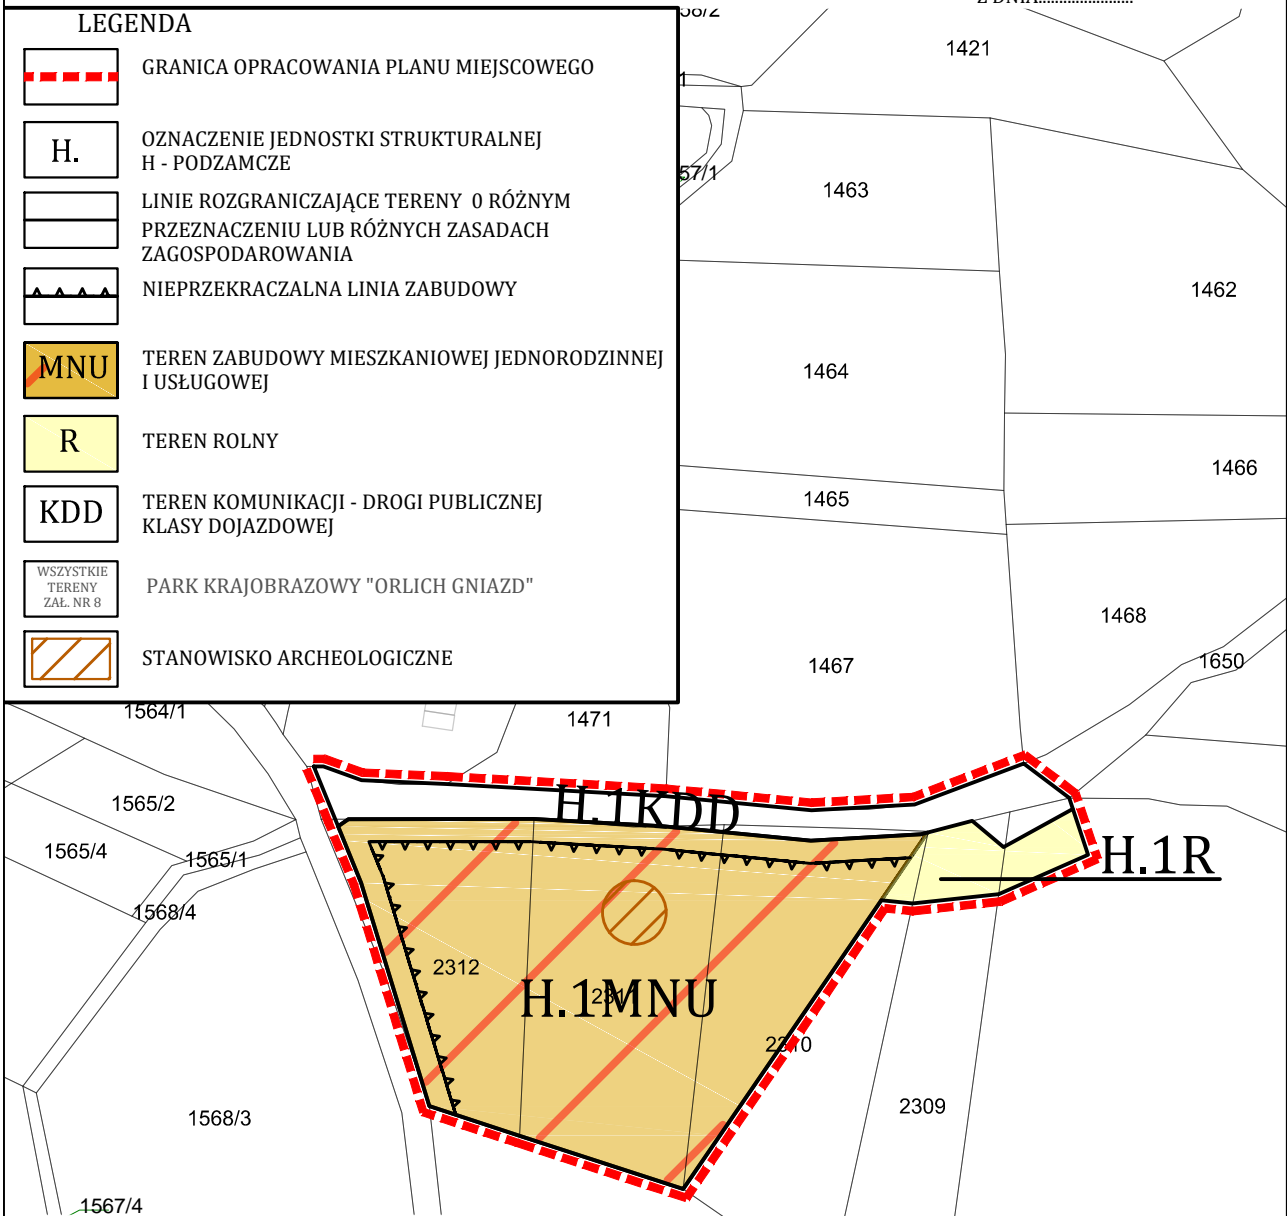 Z DNIA.......................
LEGENDA
GRANICA OPRACOWANIA PLANU MIEJSCOWEGO
H.
OZNACZENIE JEDNOSTKI STRUKTURALNEJ
H - PODZAMCZE
LINIE ROZGRANICZAJĄCE TERENY 0 RÓŻNYM
PRZEZNACZENIU LUB RÓŻNYCH ZASADACH
ZAGOSPODAROWANIA
NIEPRZEKRACZALNA LINIA ZABUDOWY
MNU
TEREN ZABUDOWY MIESZKANIOWEJ JEDNORODZINNEJ
I USŁUGOWEJ
R
TEREN ROLNY
KDD
TEREN KOMUNIKACJI - DROGI PUBLICZNEJ
KLASY DOJAZDOWEJ
WSZYSTKIE
TERENY
ZAŁ. NR 8
PARK KRAJOBRAZOWY "ORLICH GNIAZD"
STANOWISKO ARCHEOLOGICZNE
1421
57/1
1463
1462
1464
1466
1465
1468
1467
1650
1564/1
1471
1565/2
H.1KDD
1565/4
1565/1
H.1R
1568/4
2312
H.1MNU
2310
2309
1568/3
1567/4